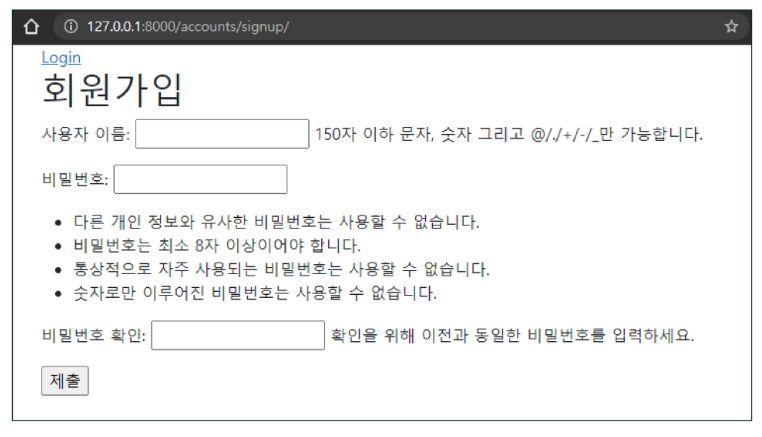 127.0.0.1:8000/accounts/signup/
Login
회원가입
사용자 이름: 150자 이하 문자, 숫자 그리고 @/./+/-/_만 가능합니다.
비밀번호:
다른 개인 정보와 유사한 비밀번호는 사용할 수 없습니다.
비밀번호는 최소 8자 이상이어야 합니다.
통상적으로 자주 사용되는 비밀번호는 사용할 수 없습니다.
숫자로만 이루어진 비밀번호는 사용할 수 없습니다.
비밀번호 확인: 확인을 위해 이전과 동일한 비밀번호를 입력하세요.
제출